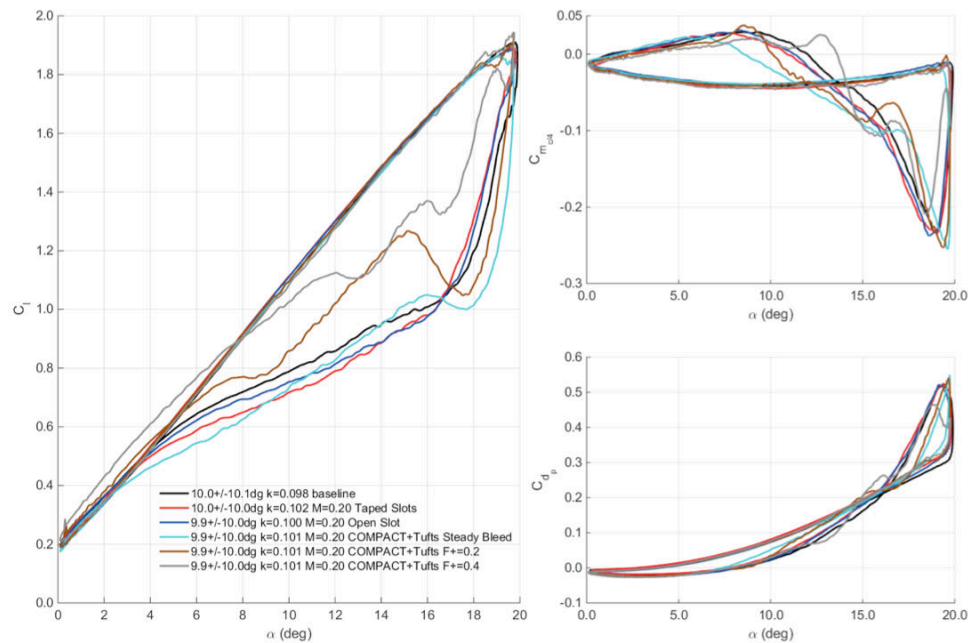 2.0
1.8
1.6
1.4
1.2
1.0
0.8
0.6
0.4
0.2
0.0
C_l
0 2 4 6 8 10 12 14 16 18 20
α (deg)
10.0+/-10.1dg k=0.098 baseline
10.0+/-10.0dg k=0.102 M=0.20 Taped Slots
9.9+/-10.0dg k=0.100 M=0.20 Open Slot
9.9+/-10.0dg k=0.101 M=0.20 COMPACT+Tufts Steady Bleed
9.9+/-10.0dg k=0.101 M=0.20 COMPACT+Tufts F+=0.2
9.9+/-10.0dg k=0.101 M=0.20 COMPACT+Tufts F+=0.4
0.05
0.0
-0.1
-0.2
-0.3
C_m_c/4
0.0 5.0 10.0 15.0 20.0
α (deg)
0.6
0.5
0.4
0.3
0.2
0.1
0.0
-0.1
C_d_p
0.0 5.0 10.0 15.0 20.0
α (deg)